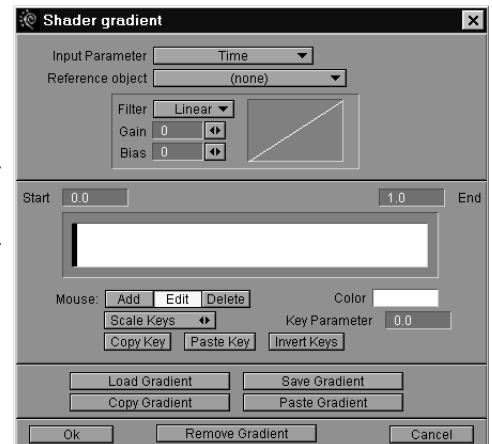 Shader gradient
Input Parameter Time
Reference object (none)
Filter Linear
Gain 0
Bias 0
Start 0.0 1.0 End
Mouse: Add Edit Delete Color
Scale Keys Key Parameter 0.0
Copy Key Paste Key Invert Keys
Load Gradient Save Gradient
Copy Gradient Paste Gradient
Ok Remove Gradient Cancel